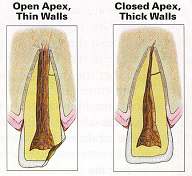 Open Apex,
Thin Walls
Closed Apex,
Thick Walls